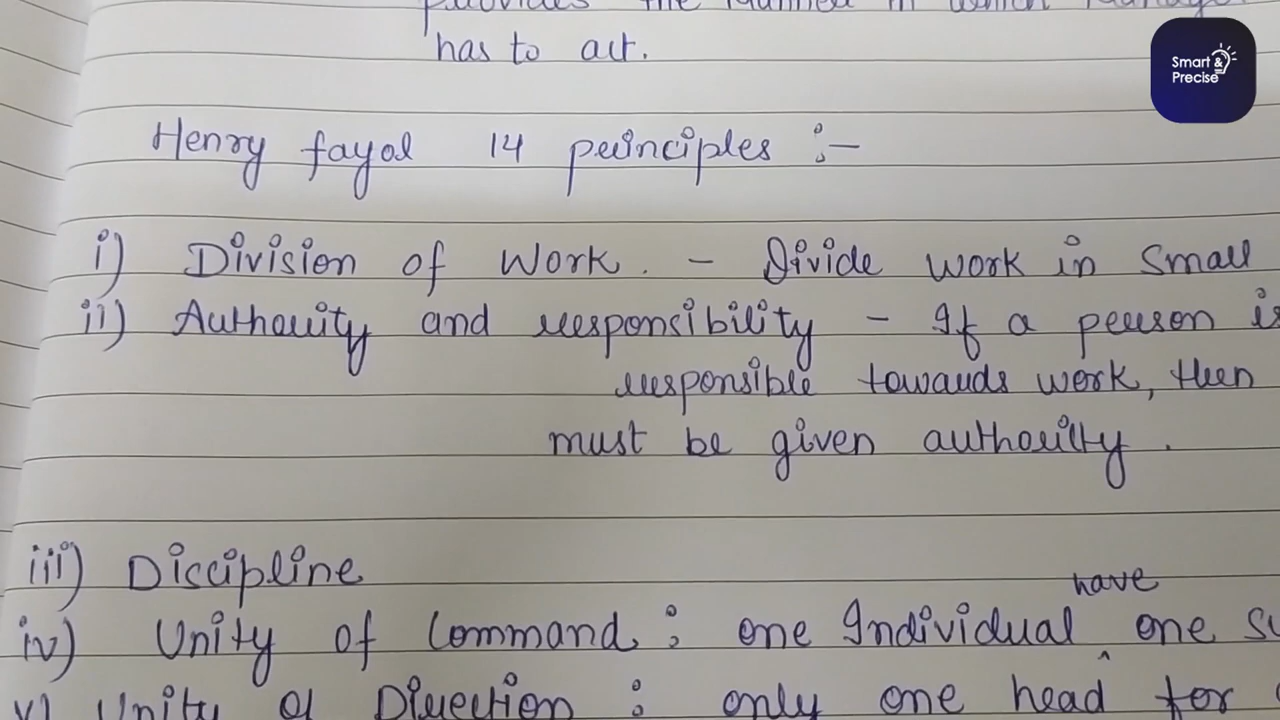 has to act.
Smart &
Precise
Henry fayol 14 principles :-
i) Division of Work. - Divide work in Small
ii) Authority and responsibility - If a person is
responsible towards work, then
must be given authority.
iii) Discipline
have
iv) Unity of Command : one Individual ^ one
v) Unity of Direction : only one head for